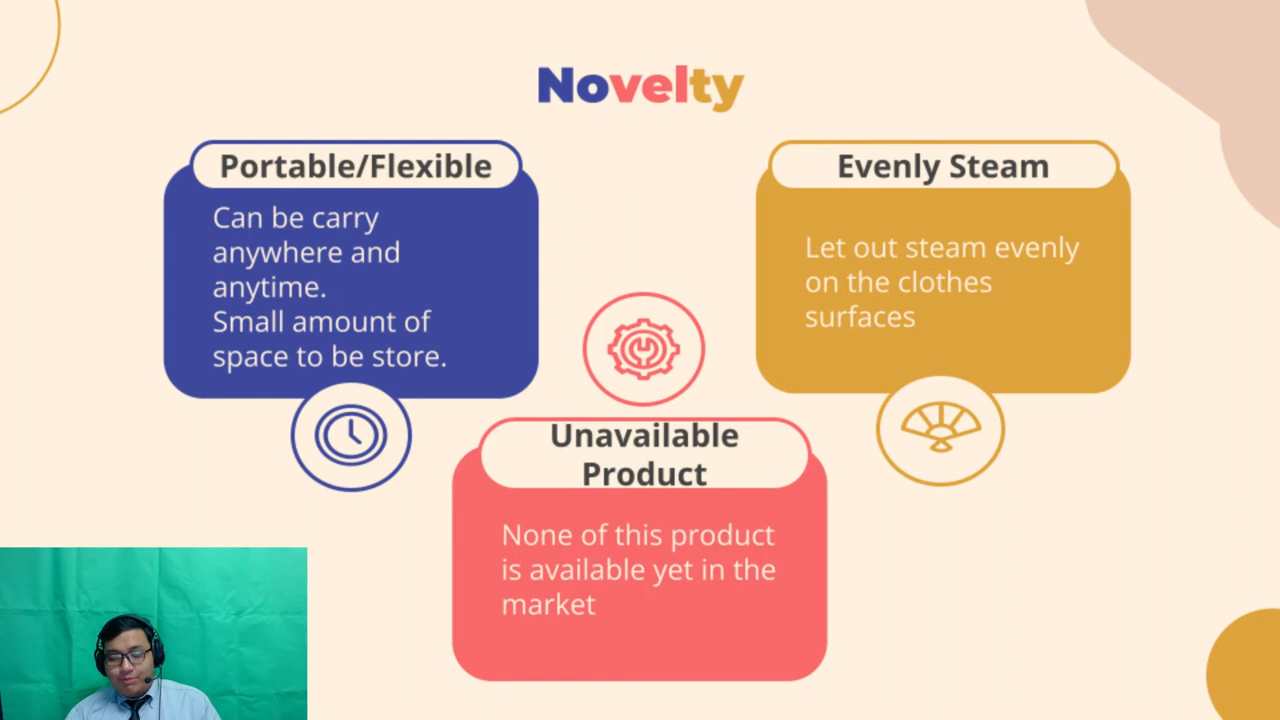 Novelty
Portable/Flexible
Can be carry
anywhere and
anytime.
Small amount of
space to be store.
Evenly Steam
Let out steam evenly
on the clothes
surfaces
Unavailable
Product
None of this product
is available yet in the
market